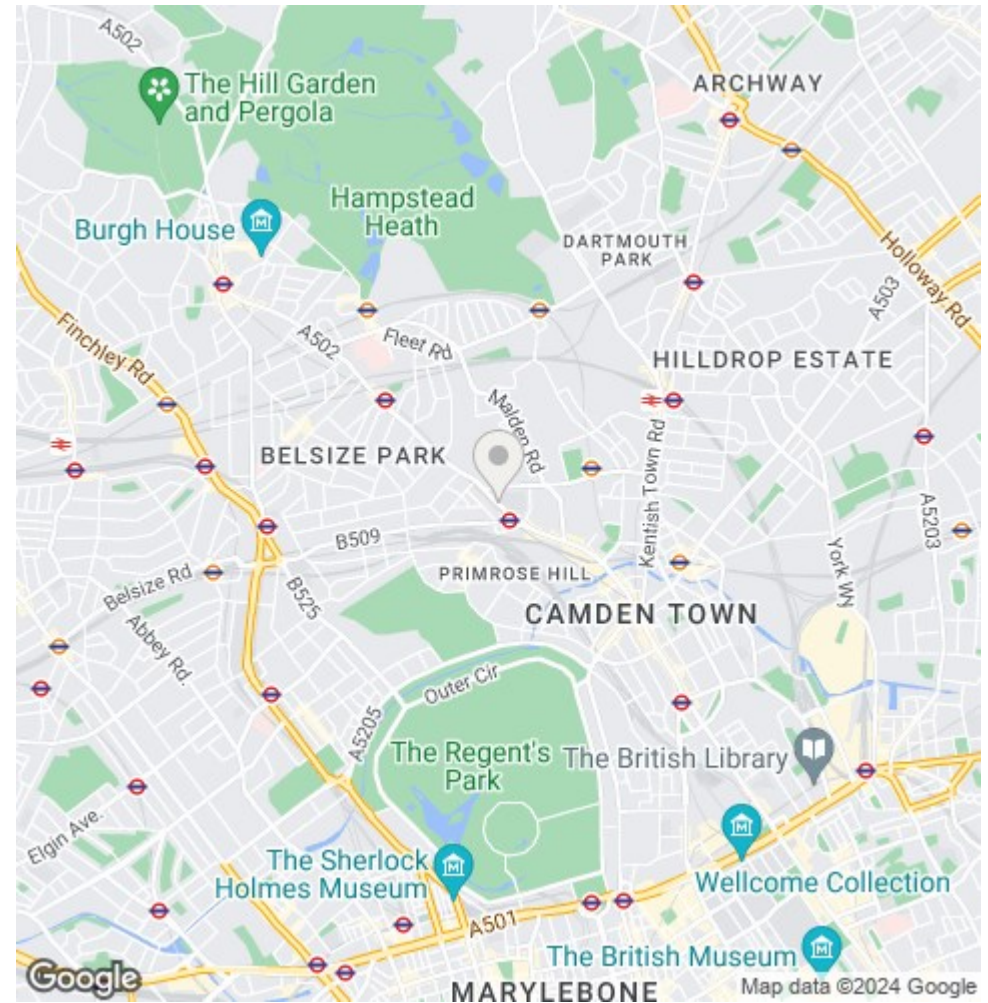 A502
ARCHWAY
The Hill Garden
and Pergola
Hampstead
Heath
Burgh House
DARTMOUTH
PARK
Holloway Rd
A503
Finchley Rd
A502
Fleet Rd
HILLDROP ESTATE
Malden Rd
BELSIZE PARK
Kentish Town Rd
A5203
B509
York Wy
Belsize Rd
PRIMROSE HILL
B525
CAMDEN TOWN
Abbey Rd.
Outer Cir
A5205
The Regent's
Park
The British Library
Elgin Ave.
The Sherlock
Holmes Museum
Wellcome Collection
A501
The British Museum
Google
MARYLEBONE
Map data ©2024 Google